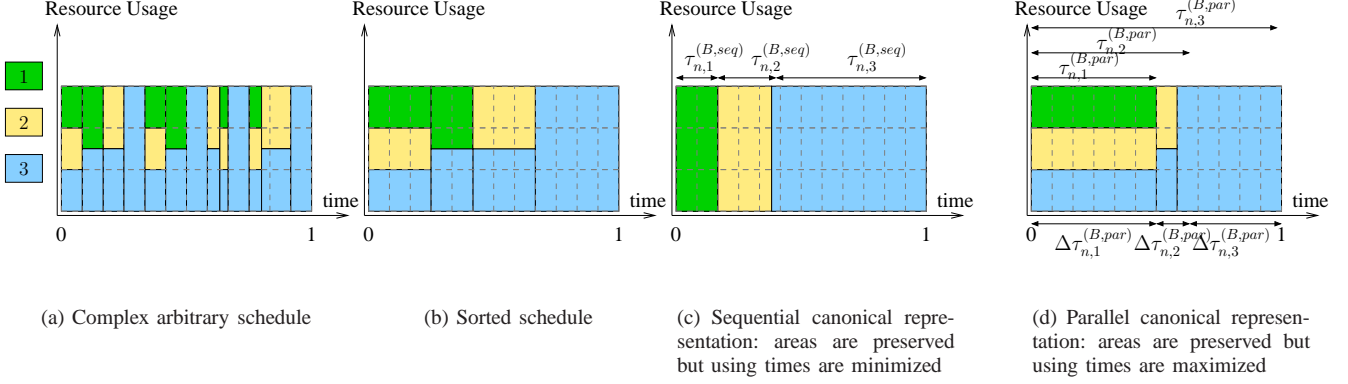 Resource Usage
1
2
3
time
0
1
(a) Complex arbitrary schedule
Resource Usage
time
0
1
(b) Sorted schedule
Resource Usage
τ_{n,1}^{(B,seq)} τ_{n,2}^{(B,seq)} τ_{n,3}^{(B,seq)}
time
0
1
(c) Sequential canonical repre-
sentation: areas are preserved
but using times are minimized
Resource Usage
τ_{n,3}^{(B,par)}
τ_{n,2}^{(B,par)}
τ_{n,1}^{(B,par)}
time
0
1
Δτ_{n,1}^{(B,par)} Δτ_{n,2}^{(B,par)} Δτ_{n,3}^{(B,par)}
(d) Parallel canonical represen-
tation: areas are preserved but
using times are maximized